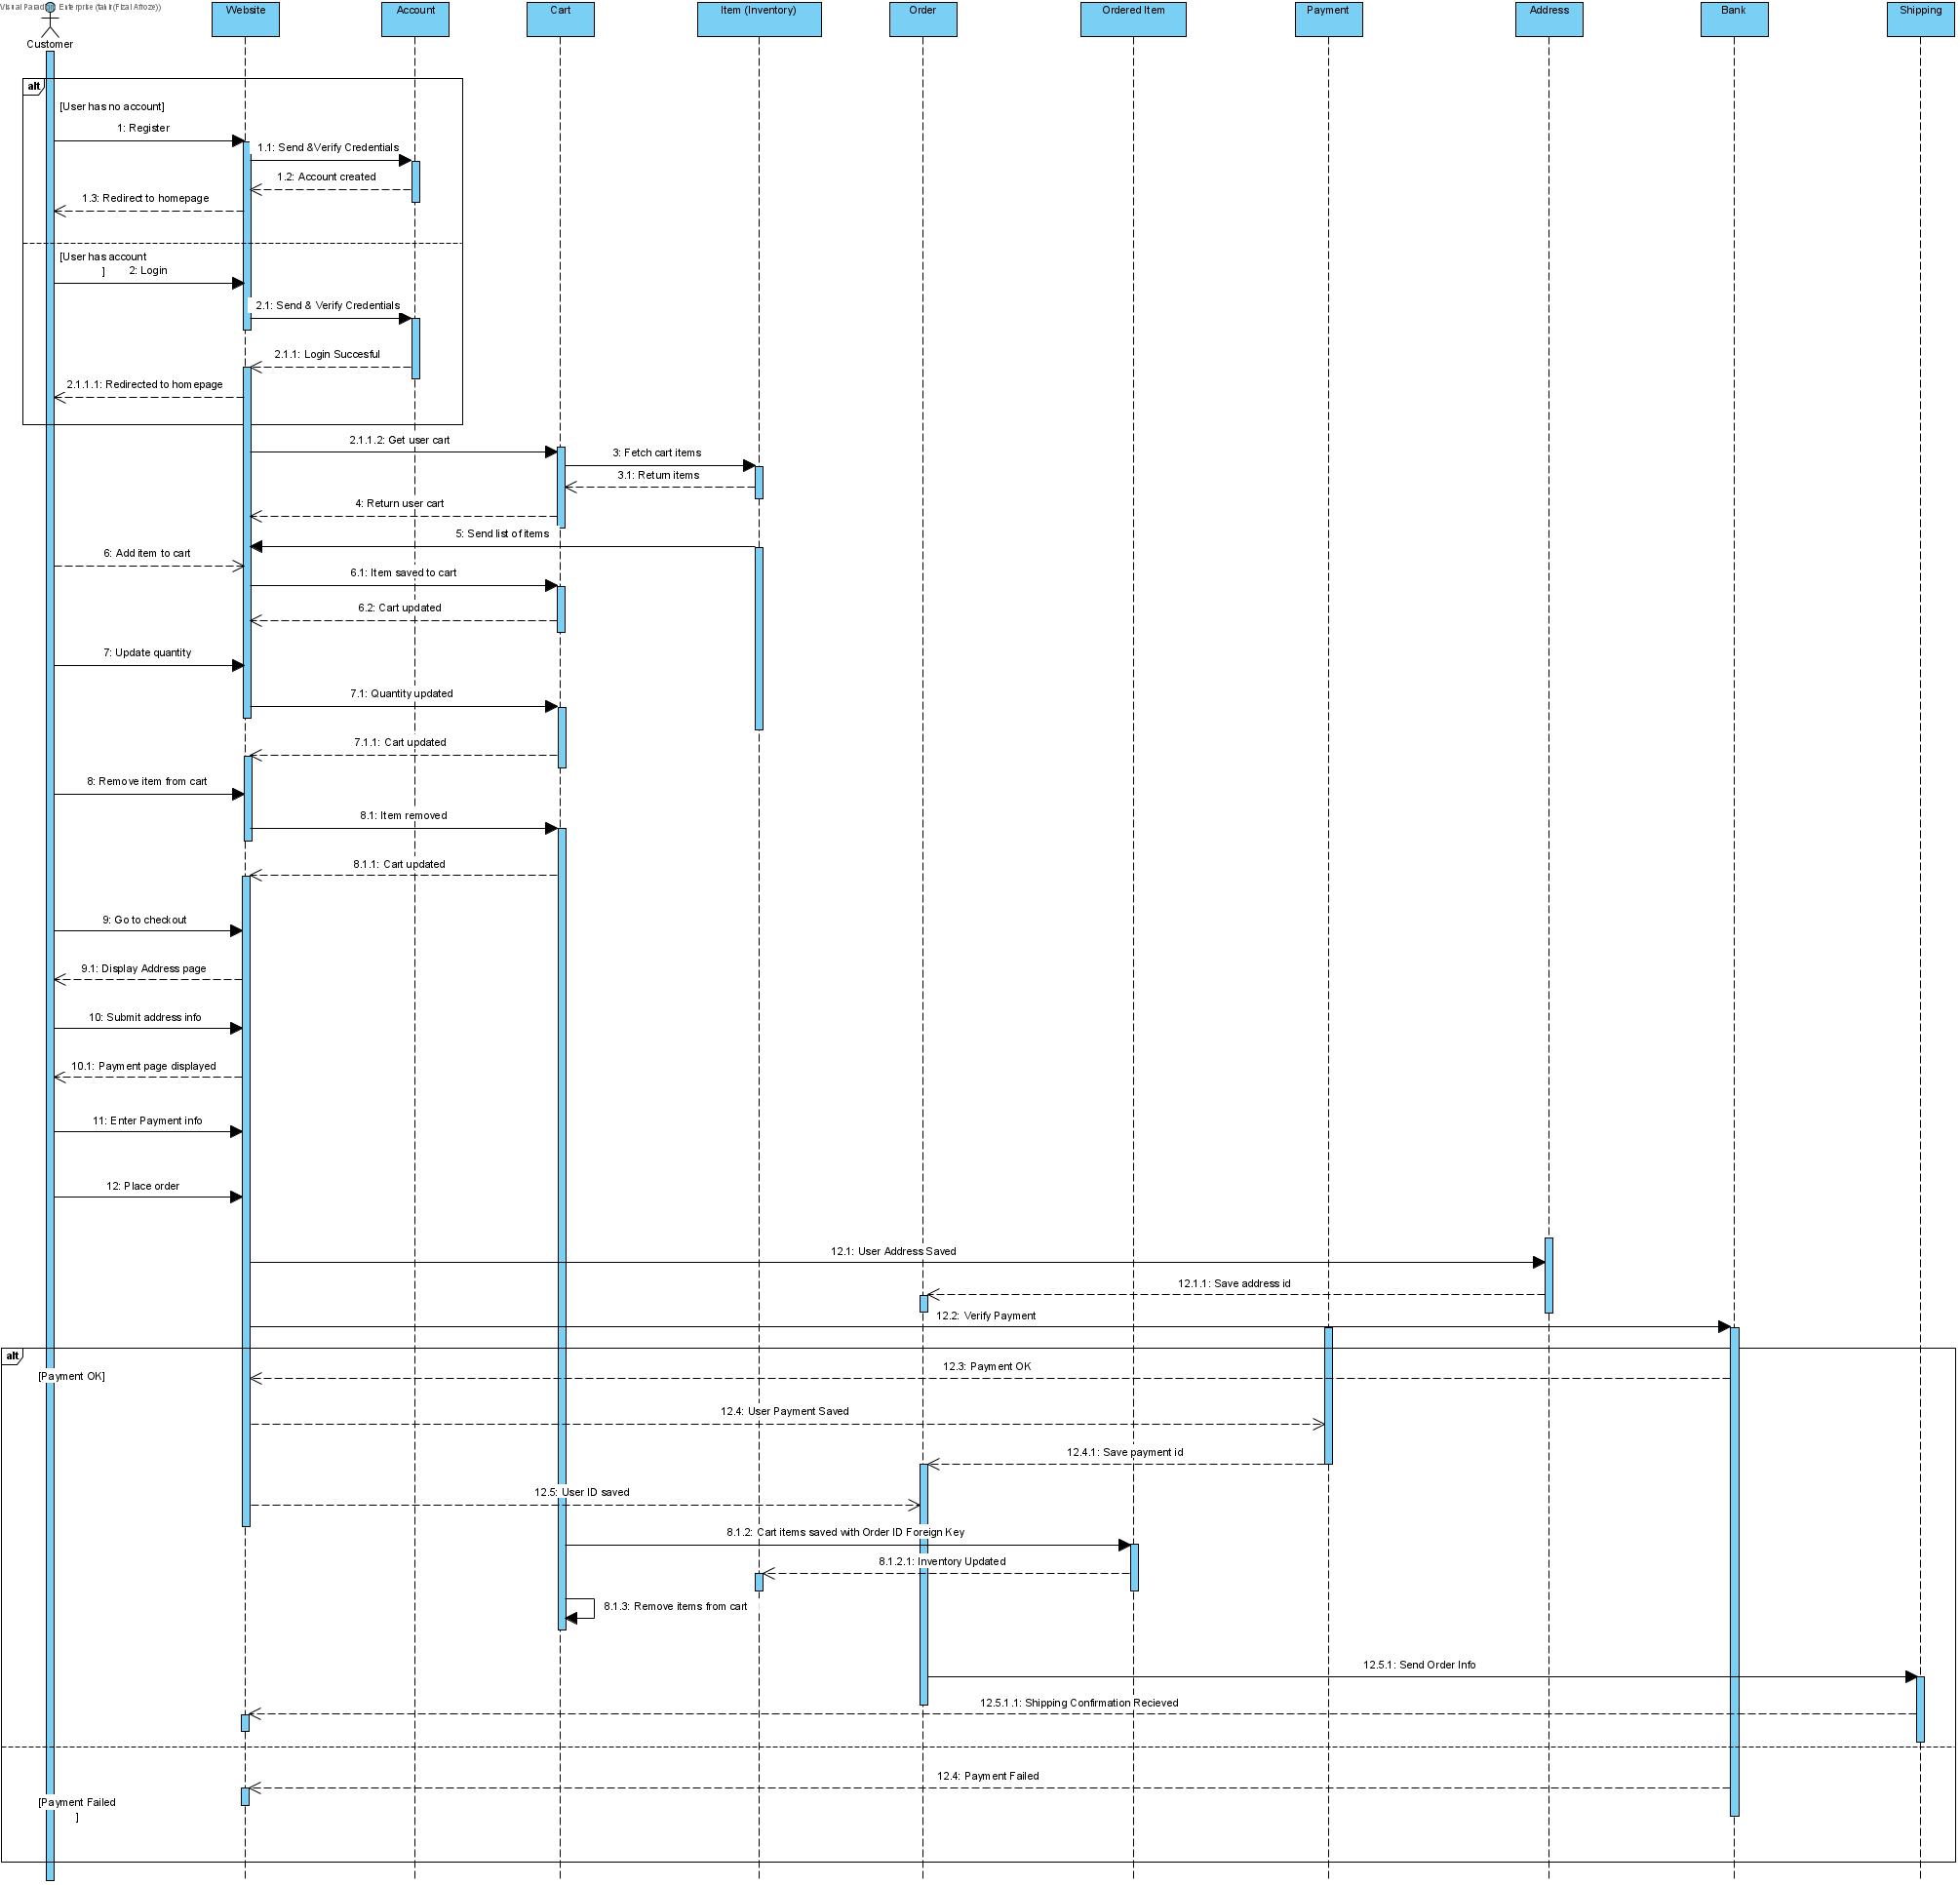 Visual Paradigm Enterprise (takir(Fizal Afroze))
Customer
Website
Account
Cart
Item (Inventory)
Order
Ordered Item
Payment
Address
Bank
Shipping
alt
[User has no account]
1: Register
1.1: Send &Verify Credentials
1.2: Account created
1.3: Redirect to homepage
[User has account
]
2: Login
2.1: Send & Verify Credentials
2.1.1: Login Succesful
2.1.1.1: Redirected to homepage
2.1.1.2: Get user cart
3: Fetch cart items
3.1: Return items
4: Return user cart
5: Send list of items
6: Add item to cart
6.1: Item saved to cart
6.2: Cart updated
7: Update quantity
7.1: Quantity updated
7.1.1: Cart updated
8: Remove item from cart
8.1: Item removed
8.1.1: Cart updated
9: Go to checkout
9.1: Display Address page
10: Submit address info
10.1: Payment page displayed
11: Enter Payment info
12: Place order
12.1: User Address Saved
12.1.1: Save address id
12.2: Verify Payment
alt
[Payment OK]
12.3: Payment OK
12.4: User Payment Saved
12.4.1: Save payment id
12.5: User ID saved
8.1.2: Cart items saved with Order ID Foreign Key
8.1.2.1: Inventory Updated
8.1.3: Remove items from cart
12.5.1: Send Order Info
12.5.1.1: Shipping Confirmation Recieved
12.4: Payment Failed
[Payment Failed
]